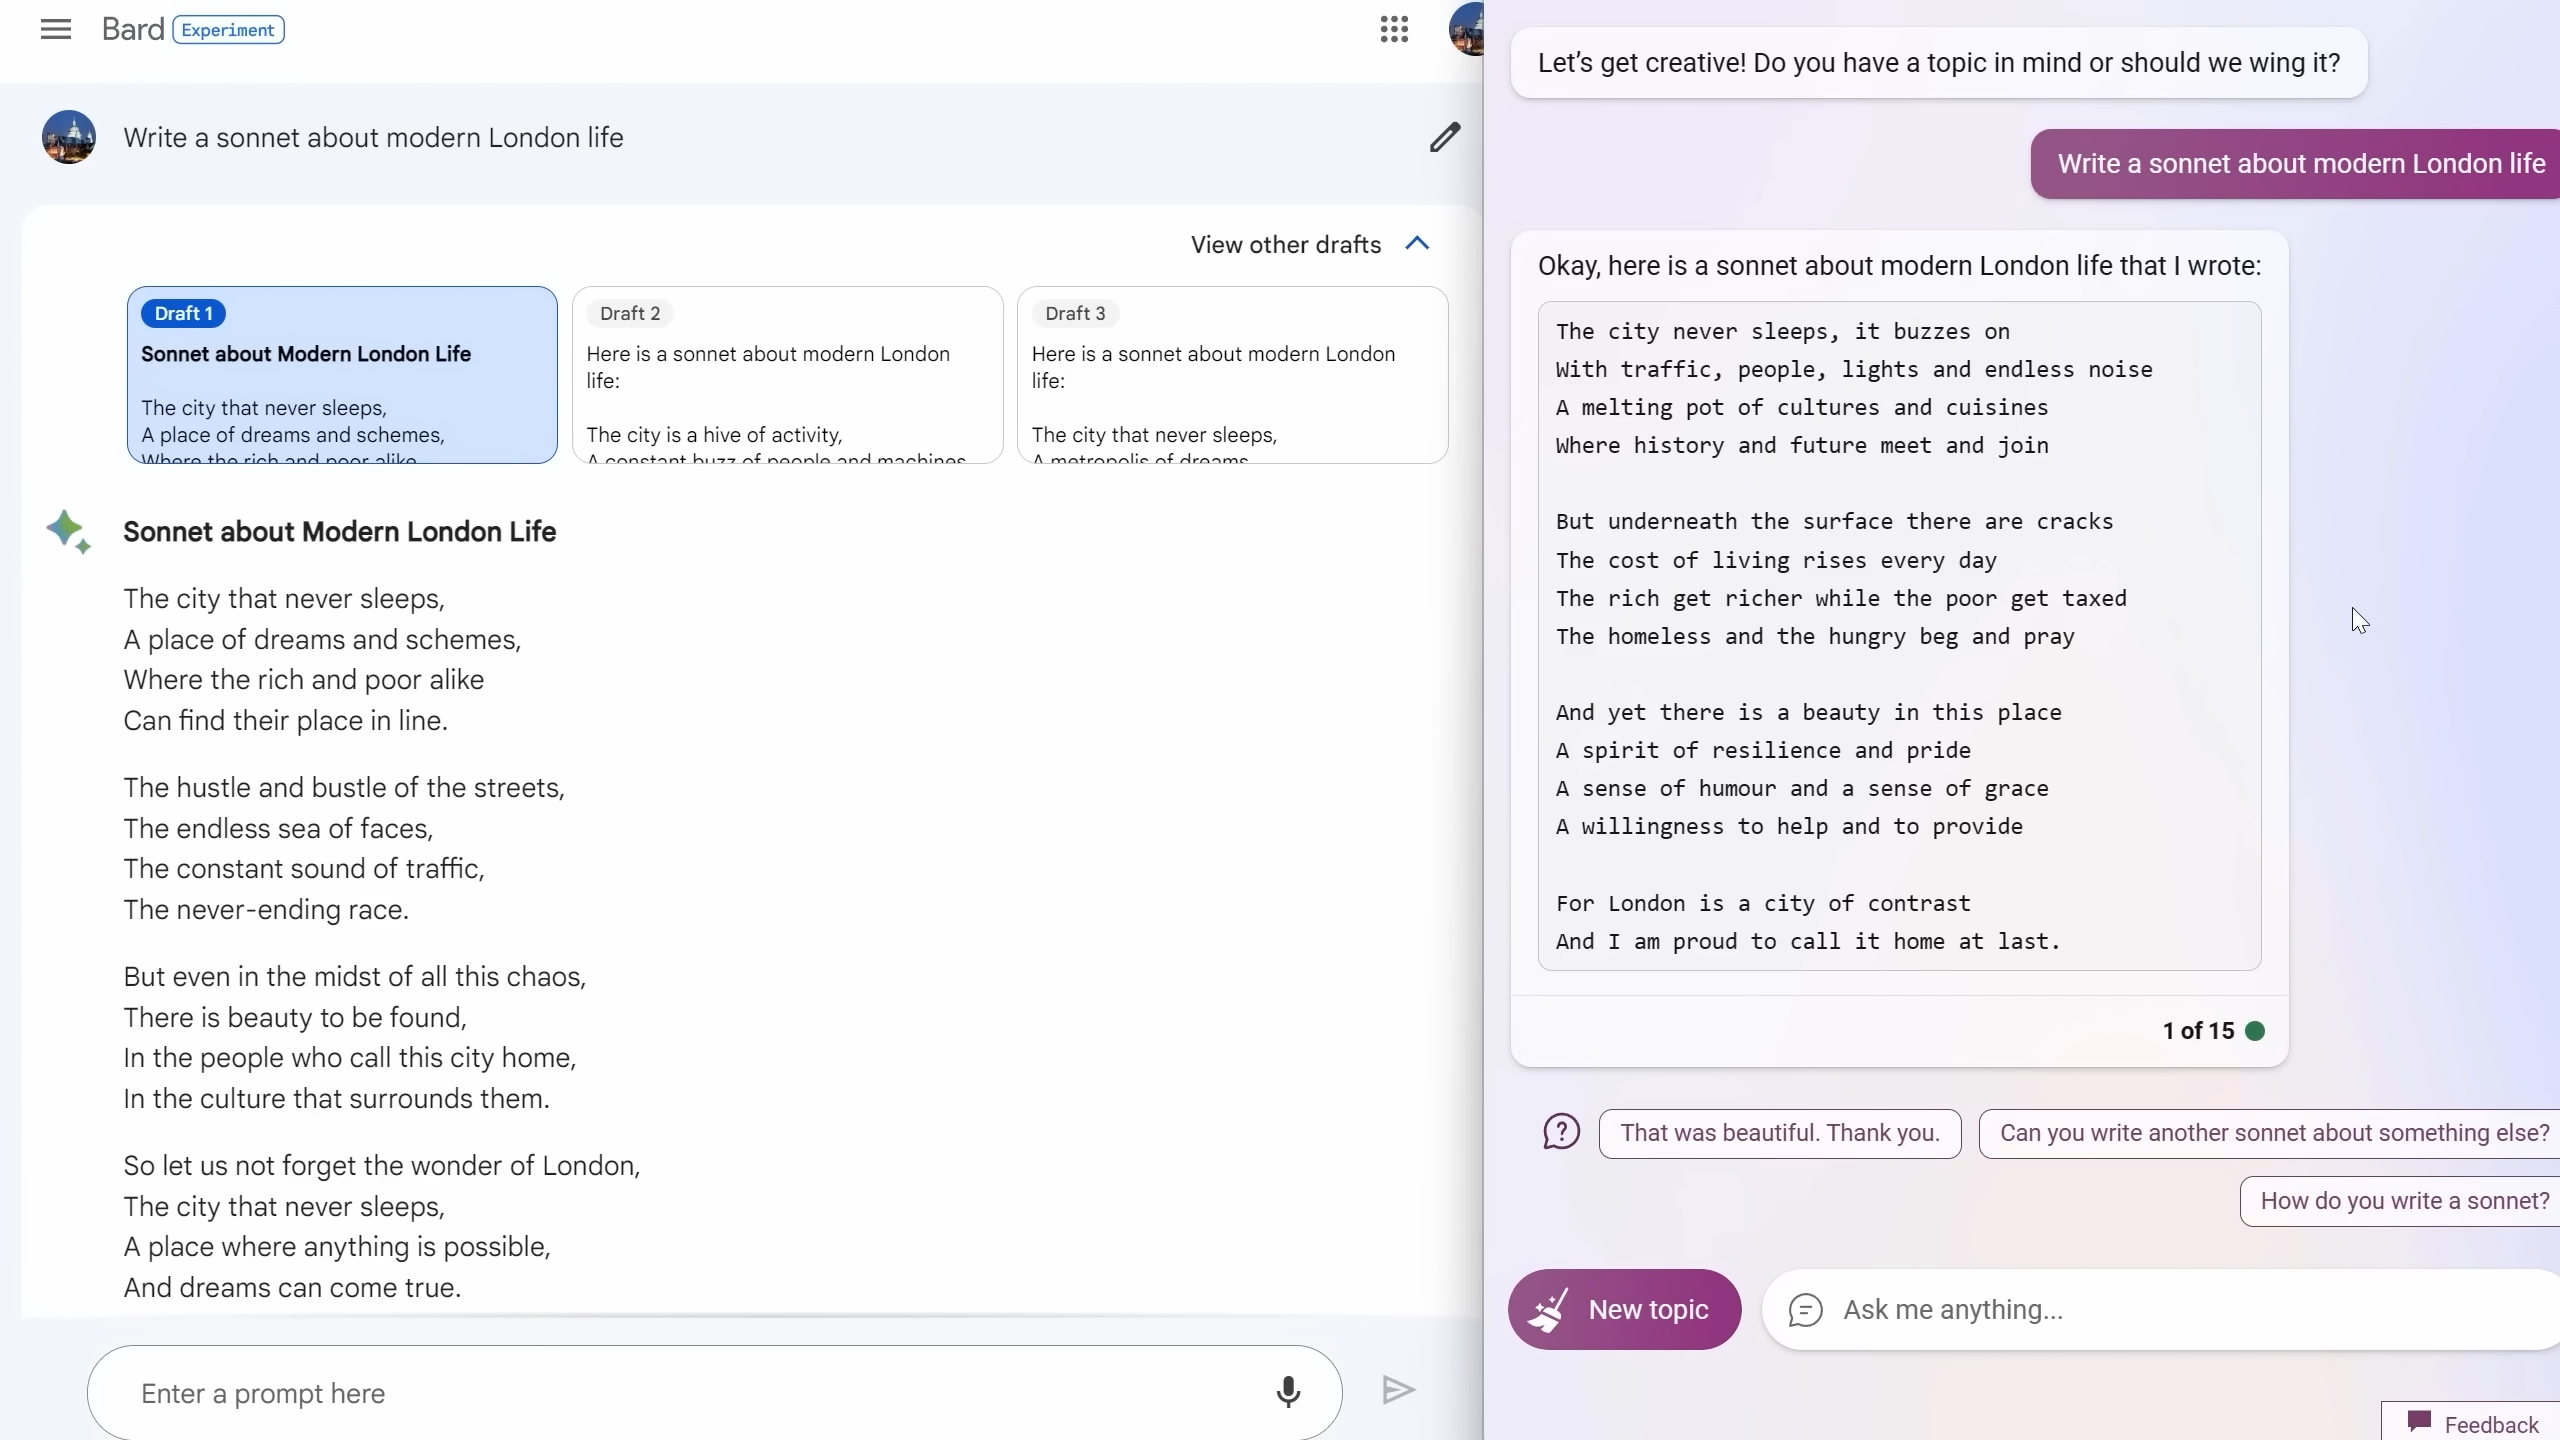 Bard Experiment
Write a sonnet about modern London life
View other drafts
Draft 1
Sonnet about Modern London Life
The city that never sleeps,
A place of dreams and schemes,
Where the rich and poor alike
Draft 2
Here is a sonnet about modern London
life:
The city is a hive of activity,
A constant buzz of people and machines
Draft 3
Here is a sonnet about modern London
life:
The city that never sleeps,
A metropolis of dreams
Sonnet about Modern London Life
The city that never sleeps,
A place of dreams and schemes,
Where the rich and poor alike
Can find their place in line.
The hustle and bustle of the streets,
The endless sea of faces,
The constant sound of traffic,
The never-ending race.
But even in the midst of all this chaos,
There is beauty to be found,
In the people who call this city home,
In the culture that surrounds them.
So let us not forget the wonder of London,
The city that never sleeps,
A place where anything is possible,
And dreams can come true.
Enter a prompt here
Let’s get creative! Do you have a topic in mind or should we wing it?
Write a sonnet about modern London life
Okay, here is a sonnet about modern London life that I wrote:
The city never sleeps, it buzzes on
With traffic, people, lights and endless noise
A melting pot of cultures and cuisines
Where history and future meet and join
But underneath the surface there are cracks
The cost of living rises every day
The rich get richer while the poor get taxed
The homeless and the hungry beg and pray
And yet there is a beauty in this place
A spirit of resilience and pride
A sense of humour and a sense of grace
A willingness to help and to provide
For London is a city of contrast
And I am proud to call it home at last.
1 of 15
That was beautiful. Thank you.
Can you write another sonnet about something else?
How do you write a sonnet?
New topic
Ask me anything...
Feedback